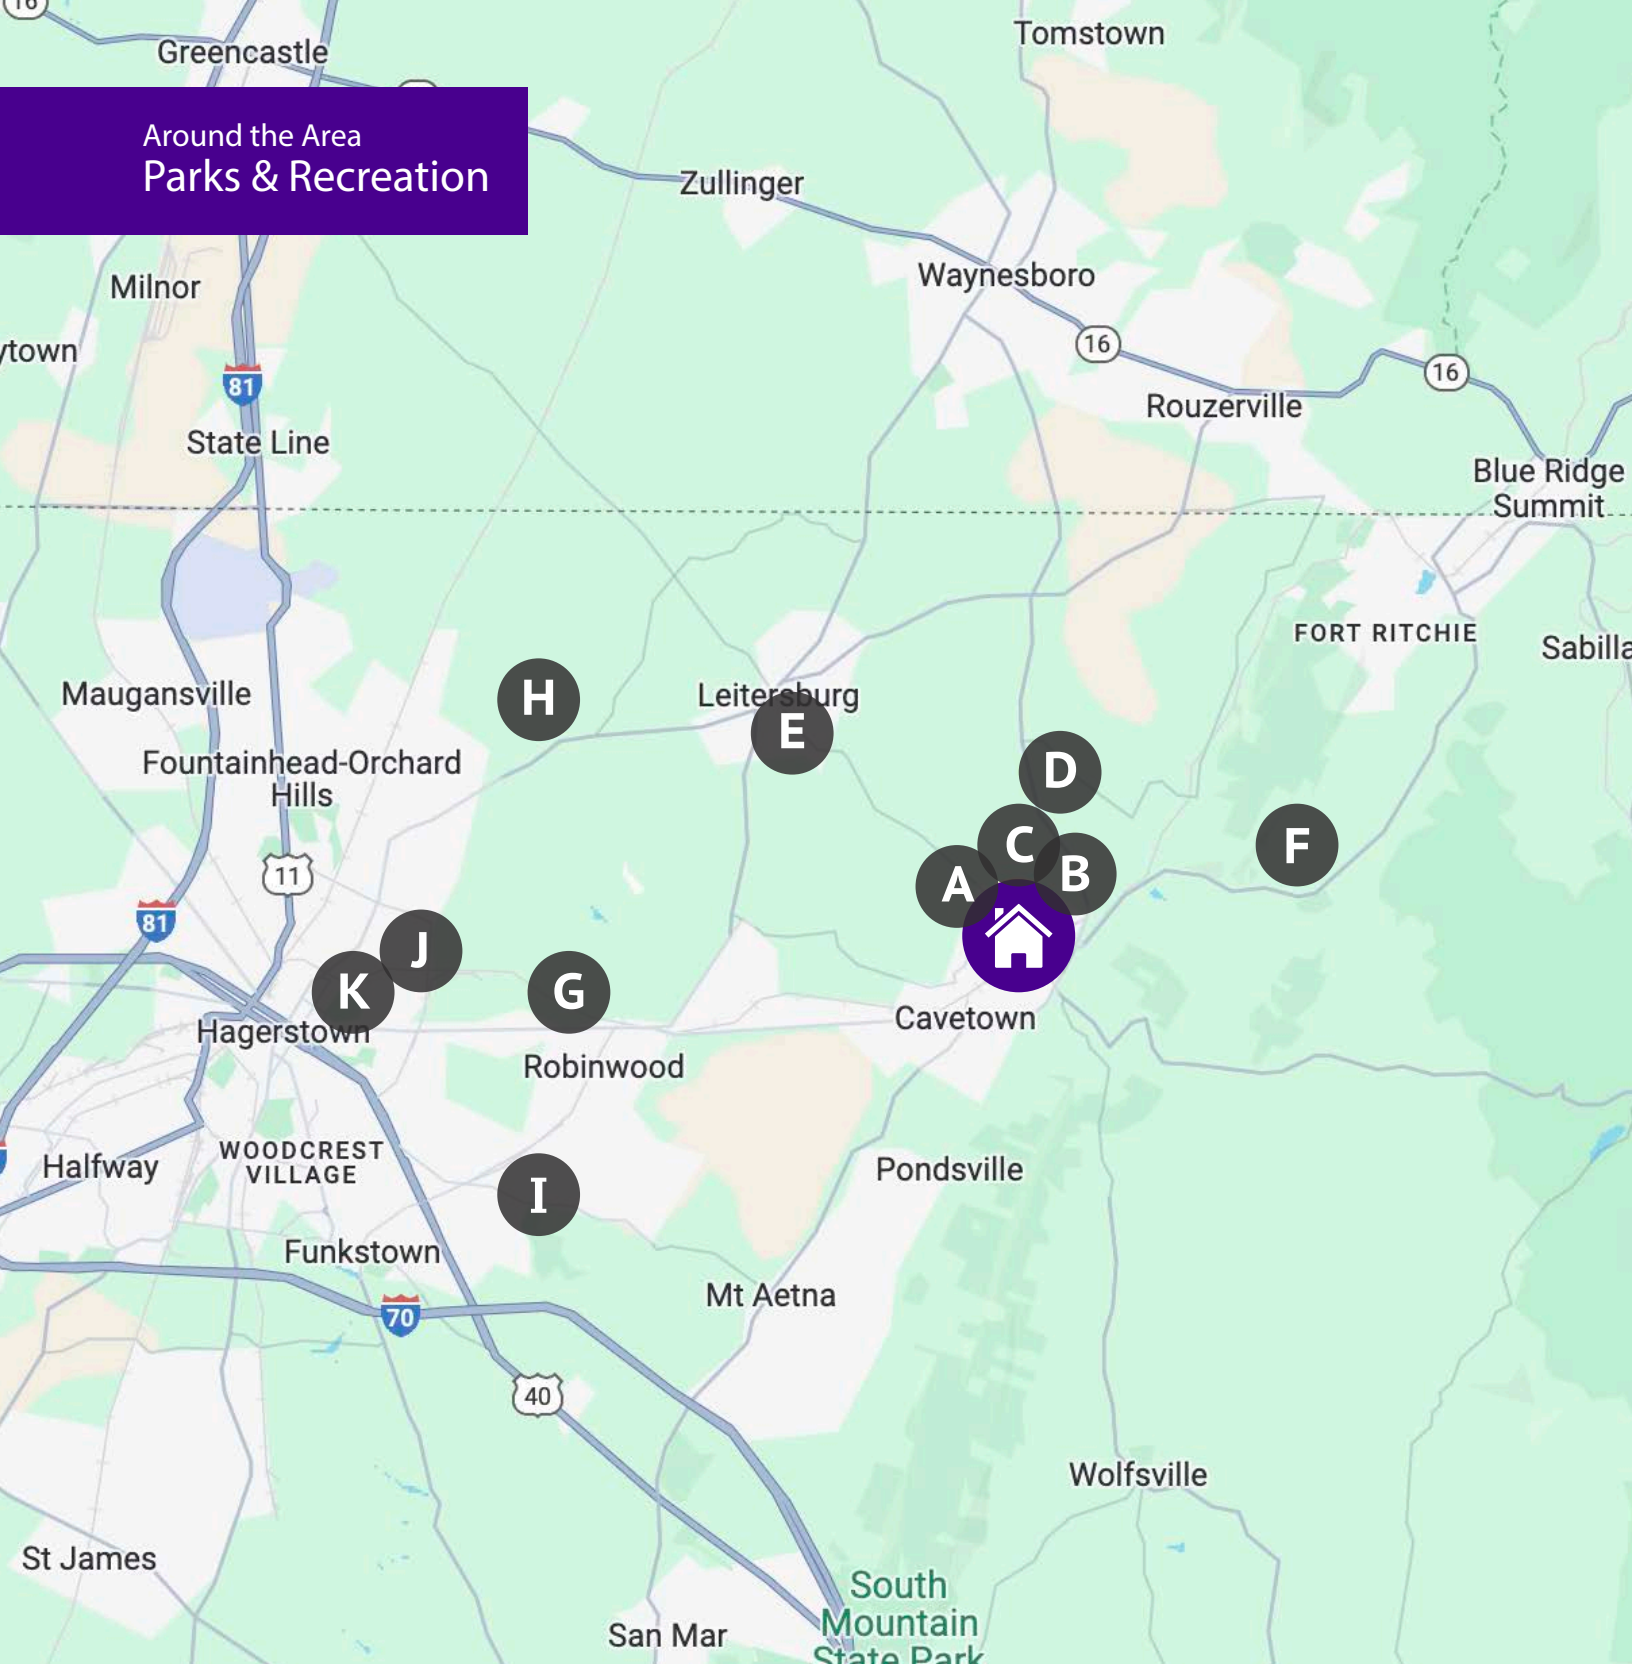 16
Tomstown
Greencastle
Around the Area
Parks & Recreation
Zullinger
Waynesboro
Milnor
16
ytown
16
81
Rouzerville
State Line
Blue Ridge
Summit
FORT RITCHIE
Sabilla
Maugansville
H
Leitersburg
E
Fountainhead-Orchard
Hills
D
C
F
B
A
11
81
J
K
G
Cavetown
Hagerstown
Robinwood
WOODCREST
VILLAGE
Halfway
Pondsville
I
Funkstown
Mt Aetna
70
40
Wolfsville
St James
South
Mountain
State Park
San Mar